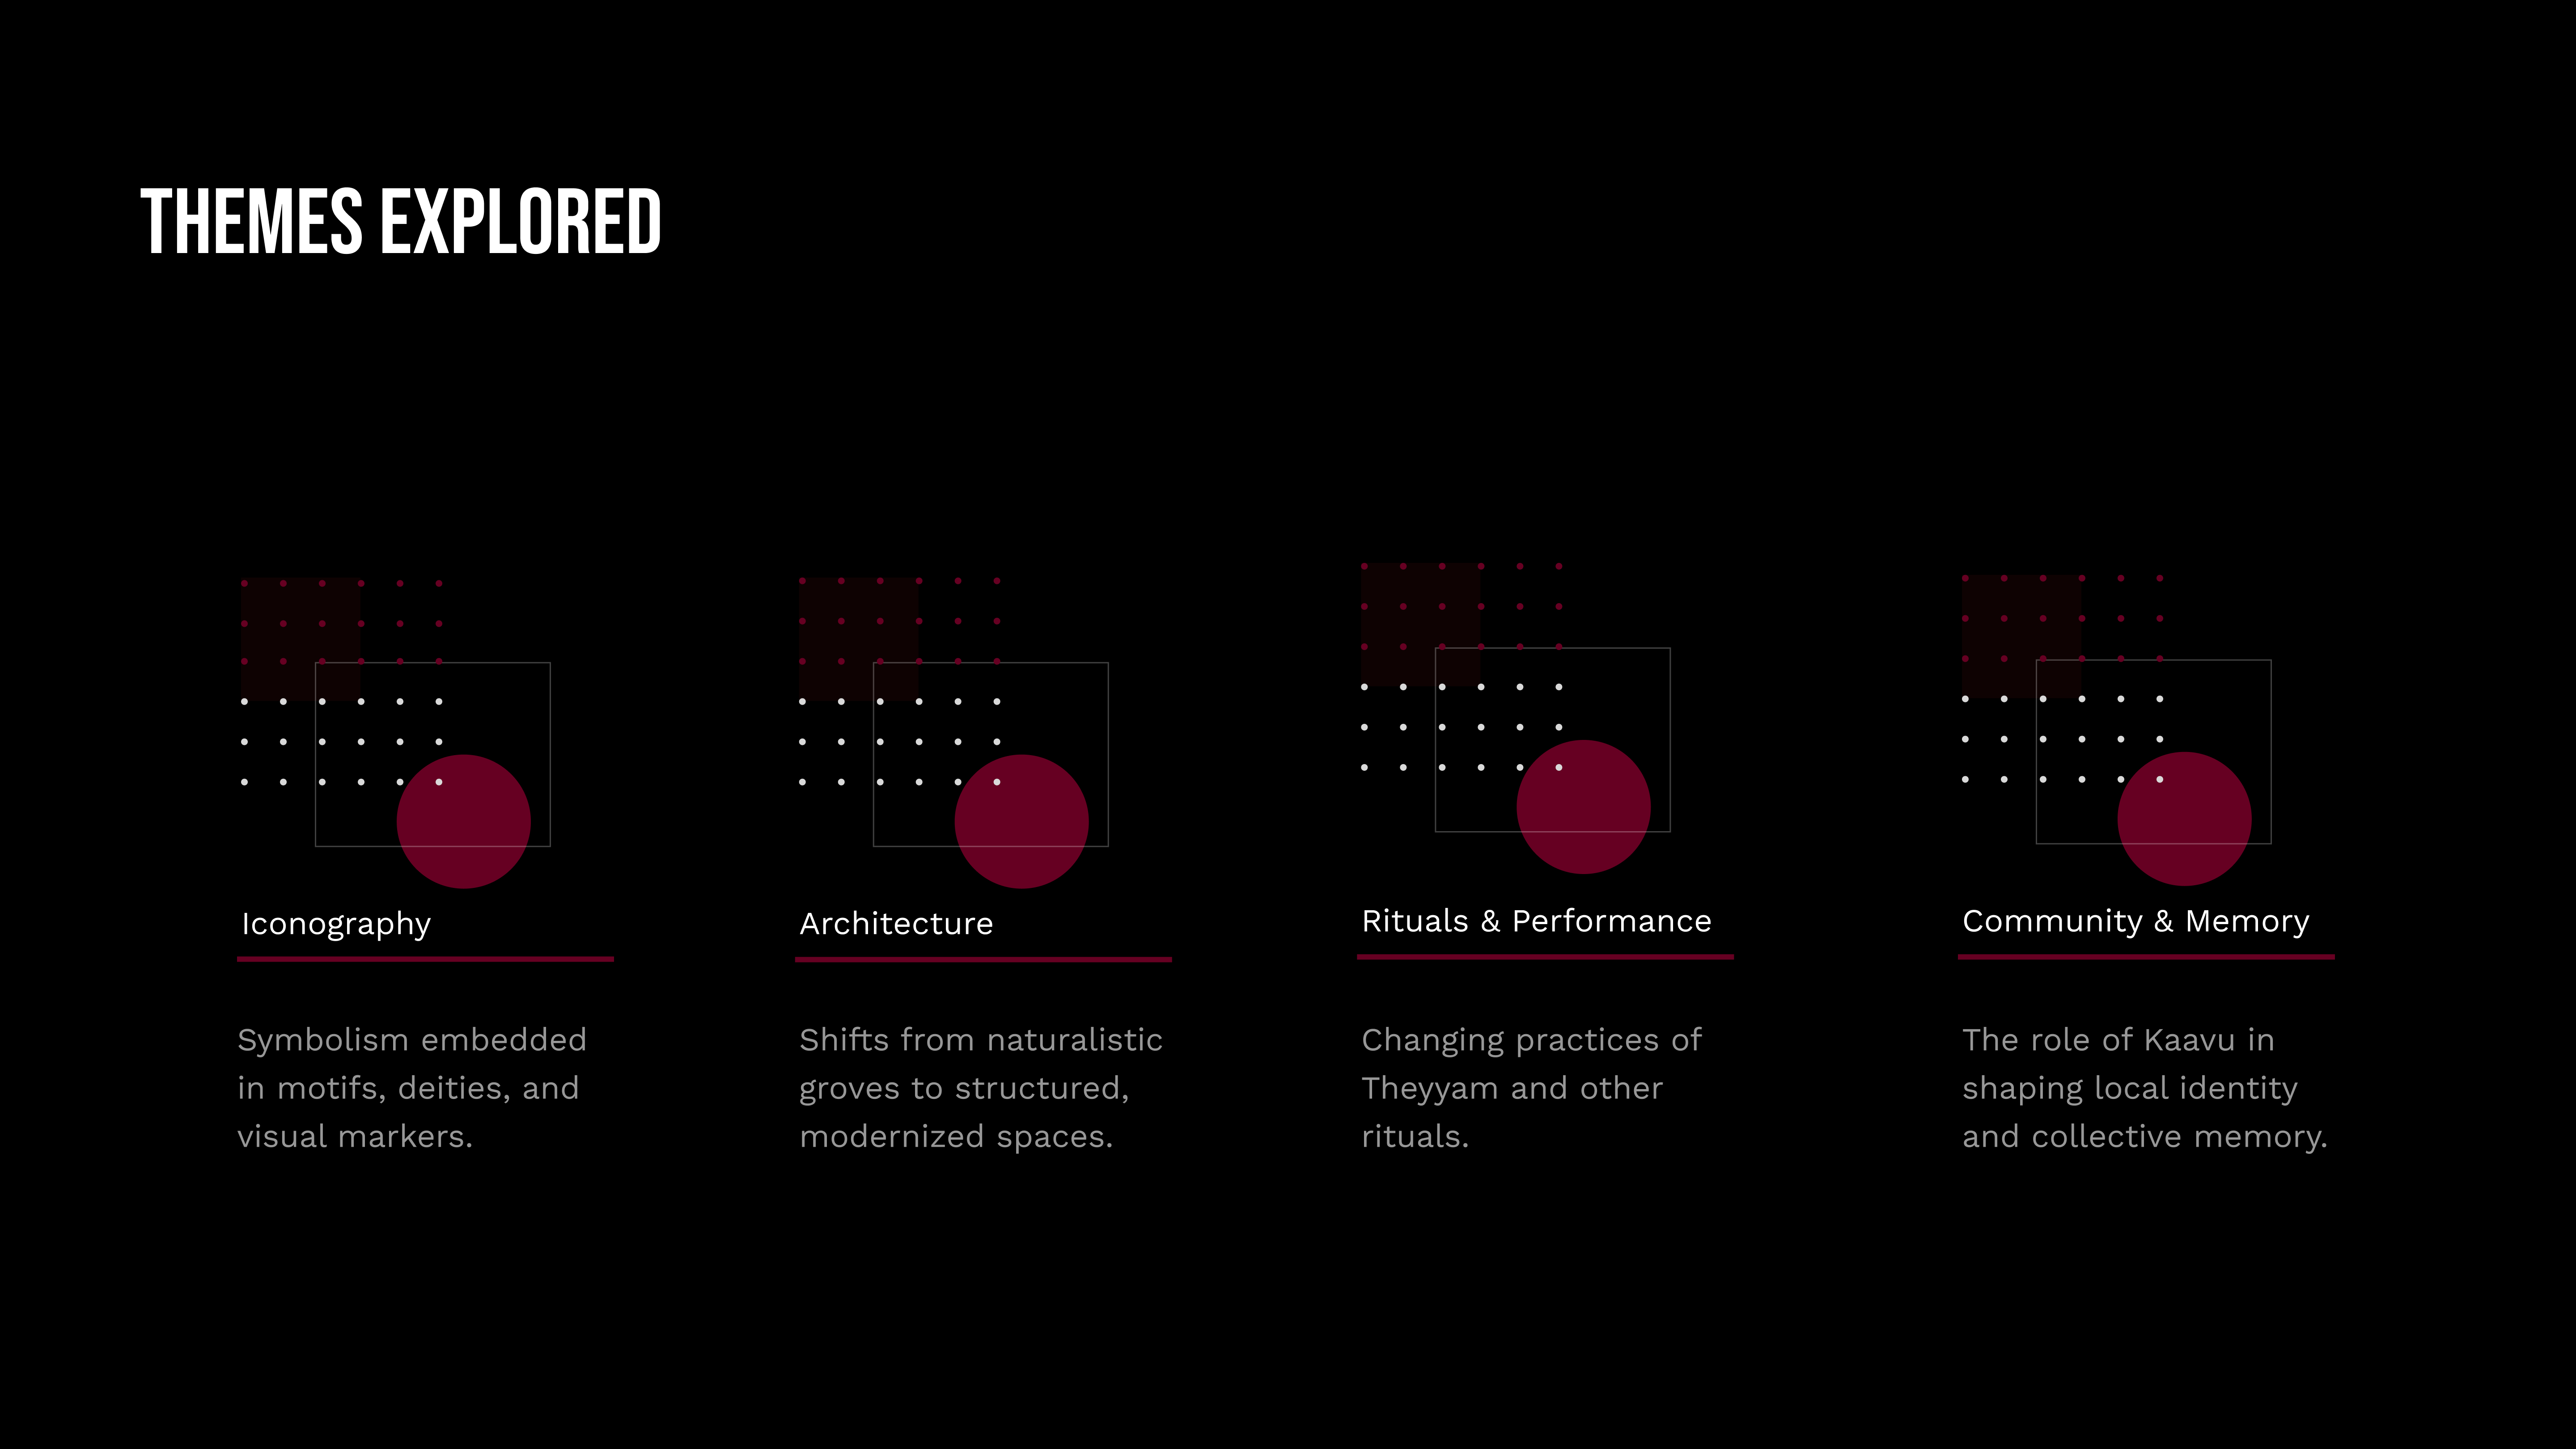 THEMES EXPLORED
Iconography
Symbolism embedded
in motifs, deities, and
visual markers.
Architecture
Shifts from naturalistic
groves to structured,
modernized spaces.
Rituals & Performance
Changing practices of
Theyyam and other
rituals.
Community & Memory
The role of Kaavu in
shaping local identity
and collective memory.